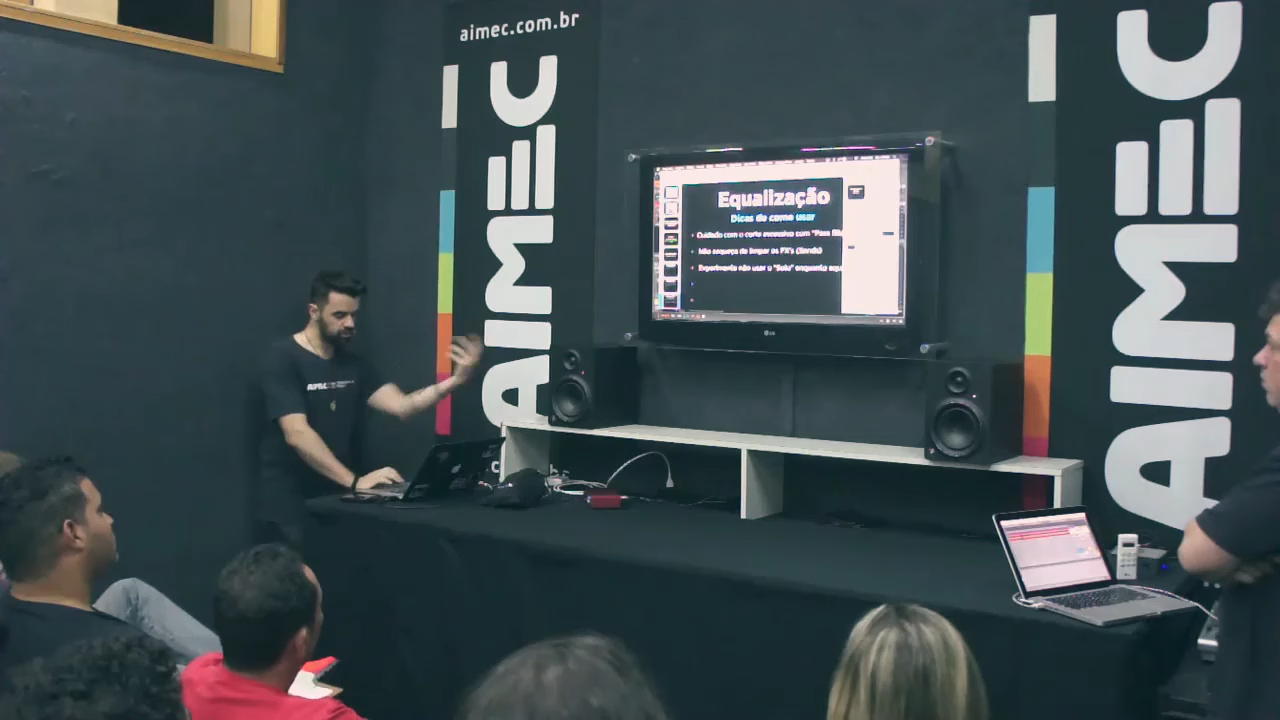 aimec.com.br
AIMEC
AIMEC
Equalização
Dicas de como usar
Cuidado com o corte excessivo com "Pass
Não esqueça de limpar os FX's (Sends)
Experimente não usar o "Solo" enquanto
LG